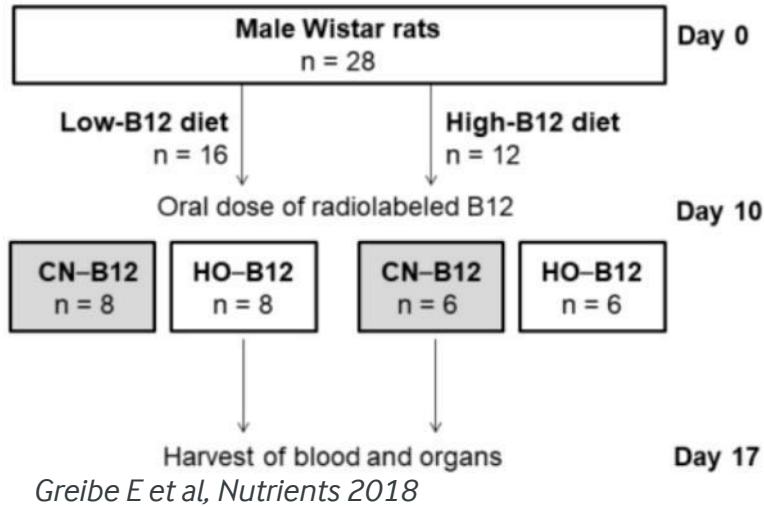 Male Wistar rats
n = 28
Day 0
Low-B12 diet
n = 16
High-B12 diet
n = 12
Oral dose of radiolabeled B12
Day 10
CN–B12
n = 8
HO–B12
n = 8
CN–B12
n = 6
HO–B12
n = 6
Harvest of blood and organs
Day 17
Greibe E et al, Nutrients 2018